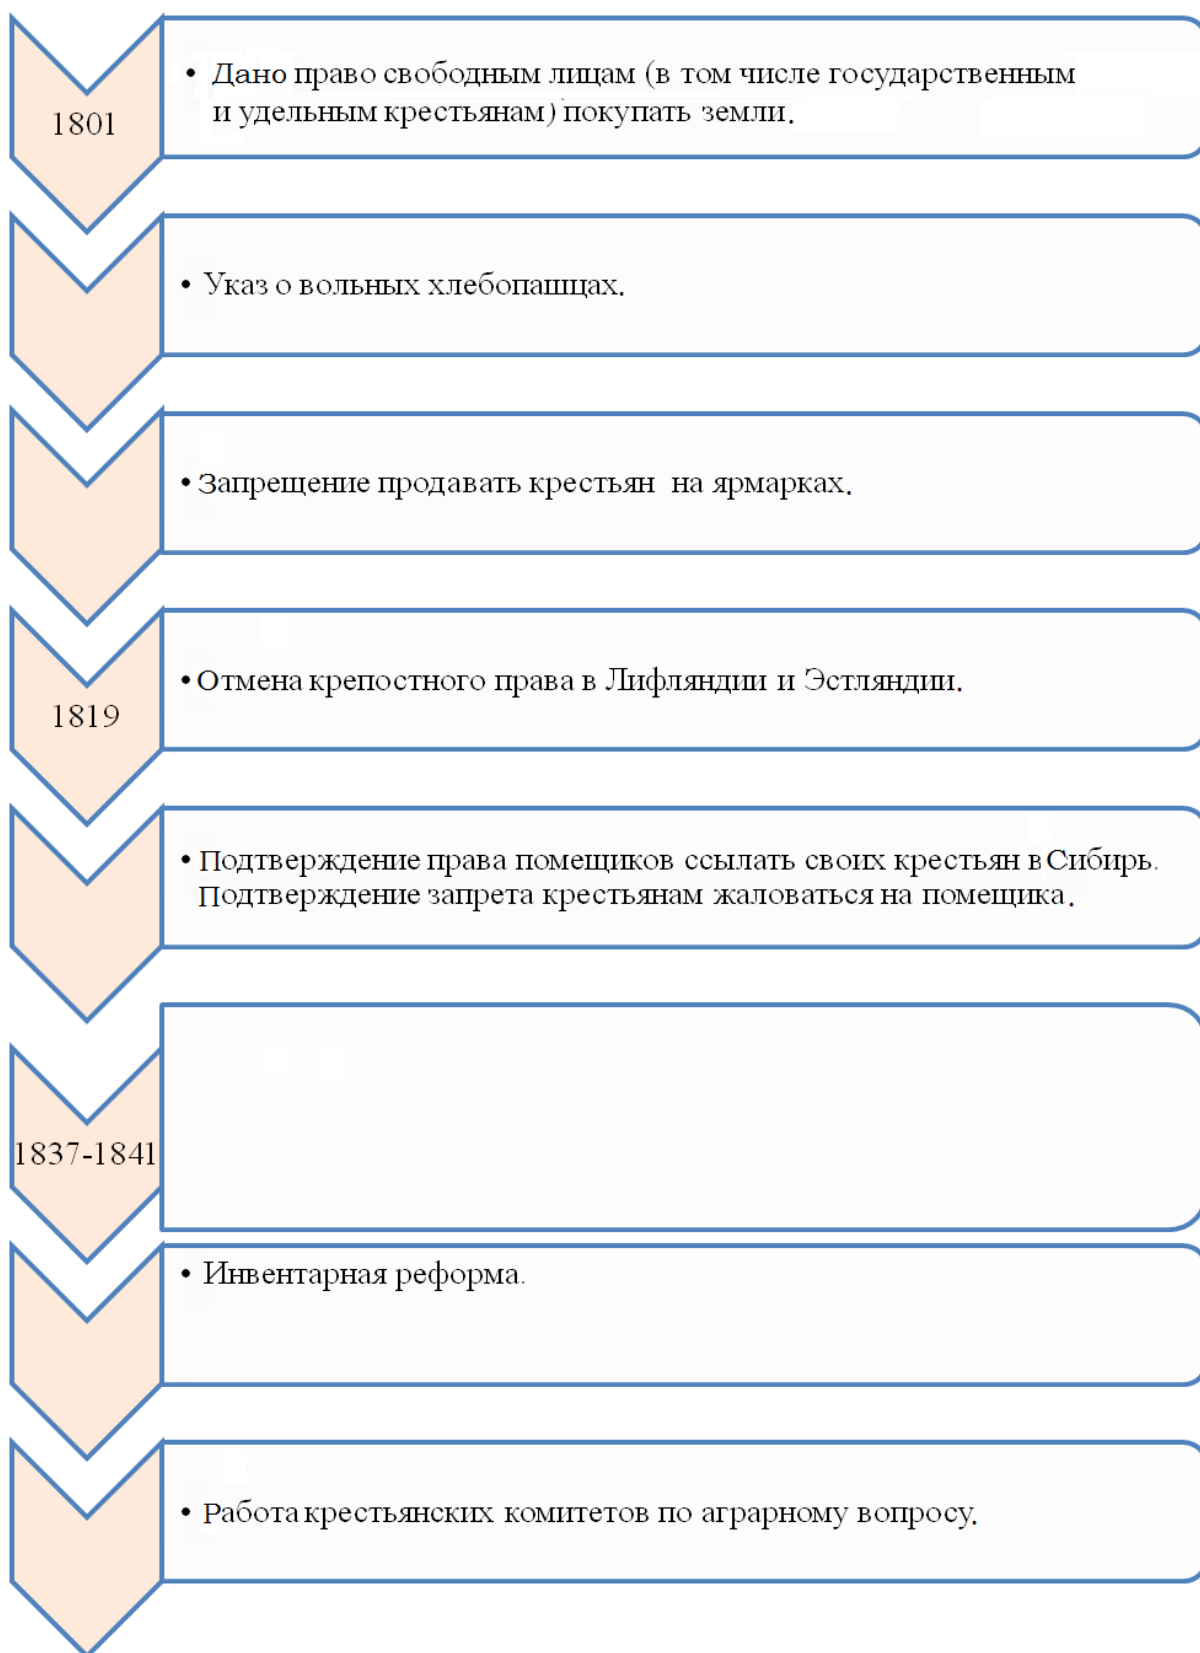 1801
• Дано право свободным лицам (в том числе государственным
и удельным крестьянам) покупать земли.
• Указ о вольных хлебопашцах.
• Запрещение продавать крестьян на ярмарках.
1819
• Отмена крепостного права в Лифляндии и Эстляндии.
• Подтверждение права помещиков ссылать своих крестьян в Сибирь.
Подтверждение запрета крестьянам жаловаться на помещика.
1837-1841
• Инвентарная реформа.
• Работа крестьянских комитетов по аграрному вопросу.